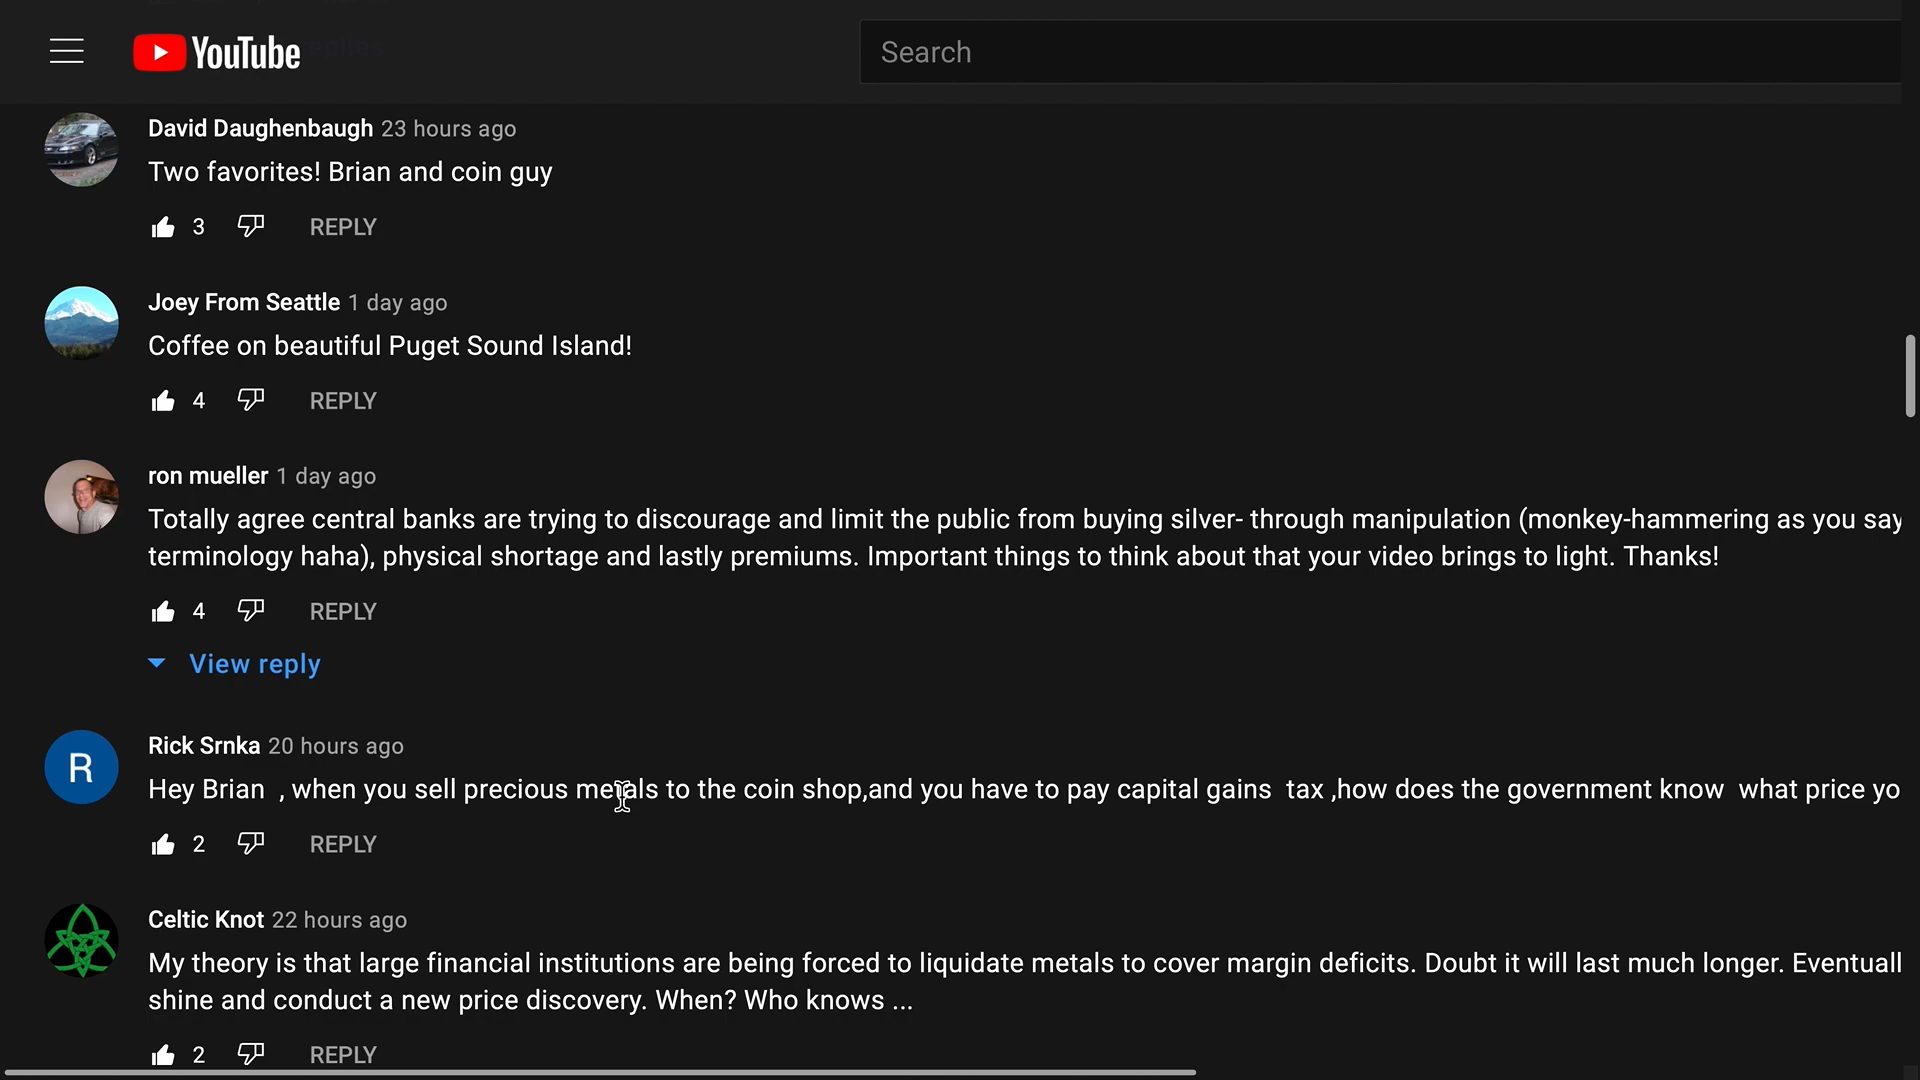 YouTube
Search
David Daughenbaugh 23 hours ago
Two favorites! Brian and coin guy
3 REPLY
Joey From Seattle 1 day ago
Coffee on beautiful Puget Sound Island!
4 REPLY
ron mueller 1 day ago
Totally agree central banks are trying to discourage and limit the public from buying silver- through manipulation (monkey-hammering as you say
terminology haha), physical shortage and lastly premiums. Important things to think about that your video brings to light. Thanks!
4 REPLY
View reply
R
Rick Srnka 20 hours ago
Hey Brian , when you sell precious metals to the coin shop,and you have to pay capital gains tax ,how does the government know what price yo
2 REPLY
Celtic Knot 22 hours ago
My theory is that large financial institutions are being forced to liquidate metals to cover margin deficits. Doubt it will last much longer. Eventuall
shine and conduct a new price discovery. When? Who knows ...
2 REPLY